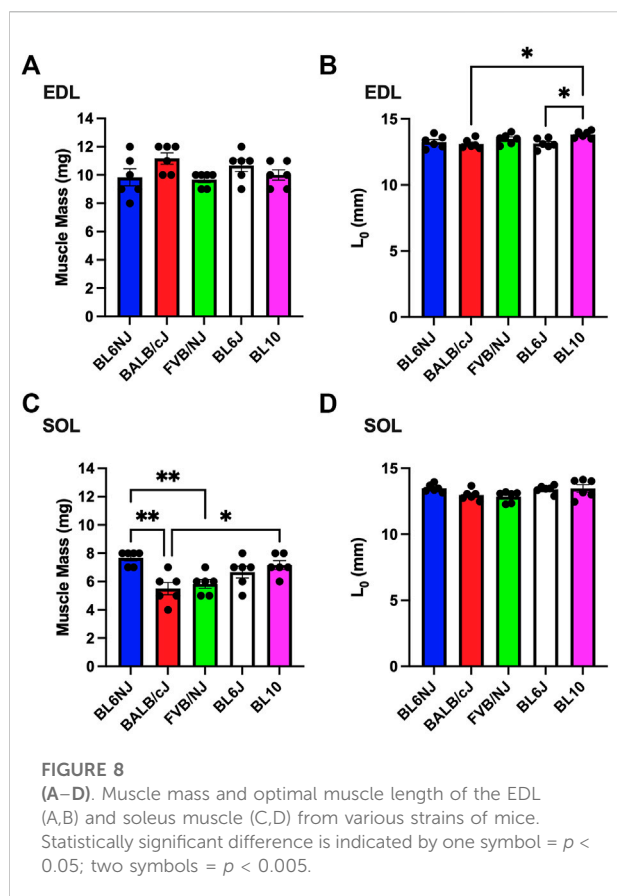 A
EDL
Muscle Mass (mg)
14
12
10
8
6
4
2
0
BL6NJ
BALB/cJ
FVB/NJ
BL6J
BL10
B
EDL
*
*
L₀ (mm)
15
10
5
0
BL6NJ
BALB/cJ
FVB/NJ
BL6J
BL10
C
SOL
**
**
*
Muscle Mass (mg)
14
12
10
8
6
4
2
0
BL6NJ
BALB/cJ
FVB/NJ
BL6J
BL10
D
SOL
L₀ (mm)
15
10
5
0
BL6NJ
BALB/cJ
FVB/NJ
BL6J
BL10
FIGURE 8
(A–D). Muscle mass and optimal muscle length of the EDL
(A,B) and soleus muscle (C,D) from various strains of mice.
Statistically significant difference is indicated by one symbol = p <
0.05; two symbols = p < 0.005.